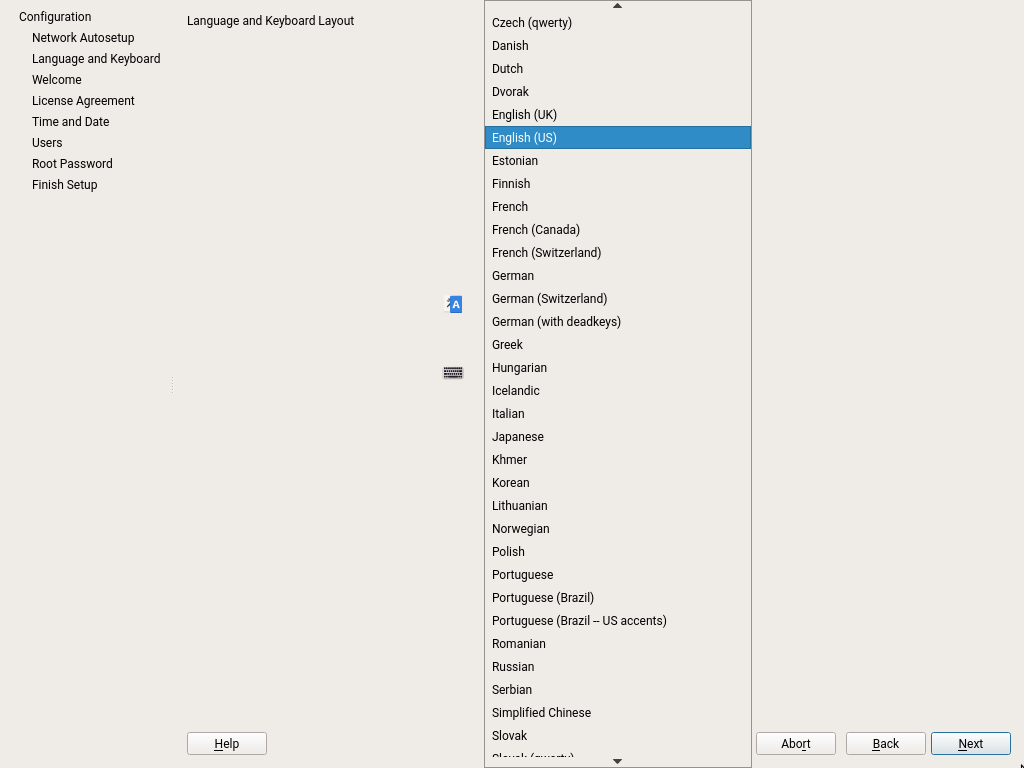 Configuration
Network Autosetup
Language and Keyboard
Welcome
License Agreement
Time and Date
Users
Root Password
Finish Setup
Language and Keyboard Layout
Czech (qwerty)
Danish
Dutch
Dvorak
English (UK)
English (US)
Estonian
Finnish
French
French (Canada)
French (Switzerland)
German
German (Switzerland)
German (with deadkeys)
Greek
Hungarian
Icelandic
Italian
Japanese
Khmer
Korean
Lithuanian
Norwegian
Polish
Portuguese
Portuguese (Brazil)
Portuguese (Brazil -- US accents)
Romanian
Russian
Serbian
Simplified Chinese
Slovak
Slovak (qwerty)
A
Help
Abort
Back
Next